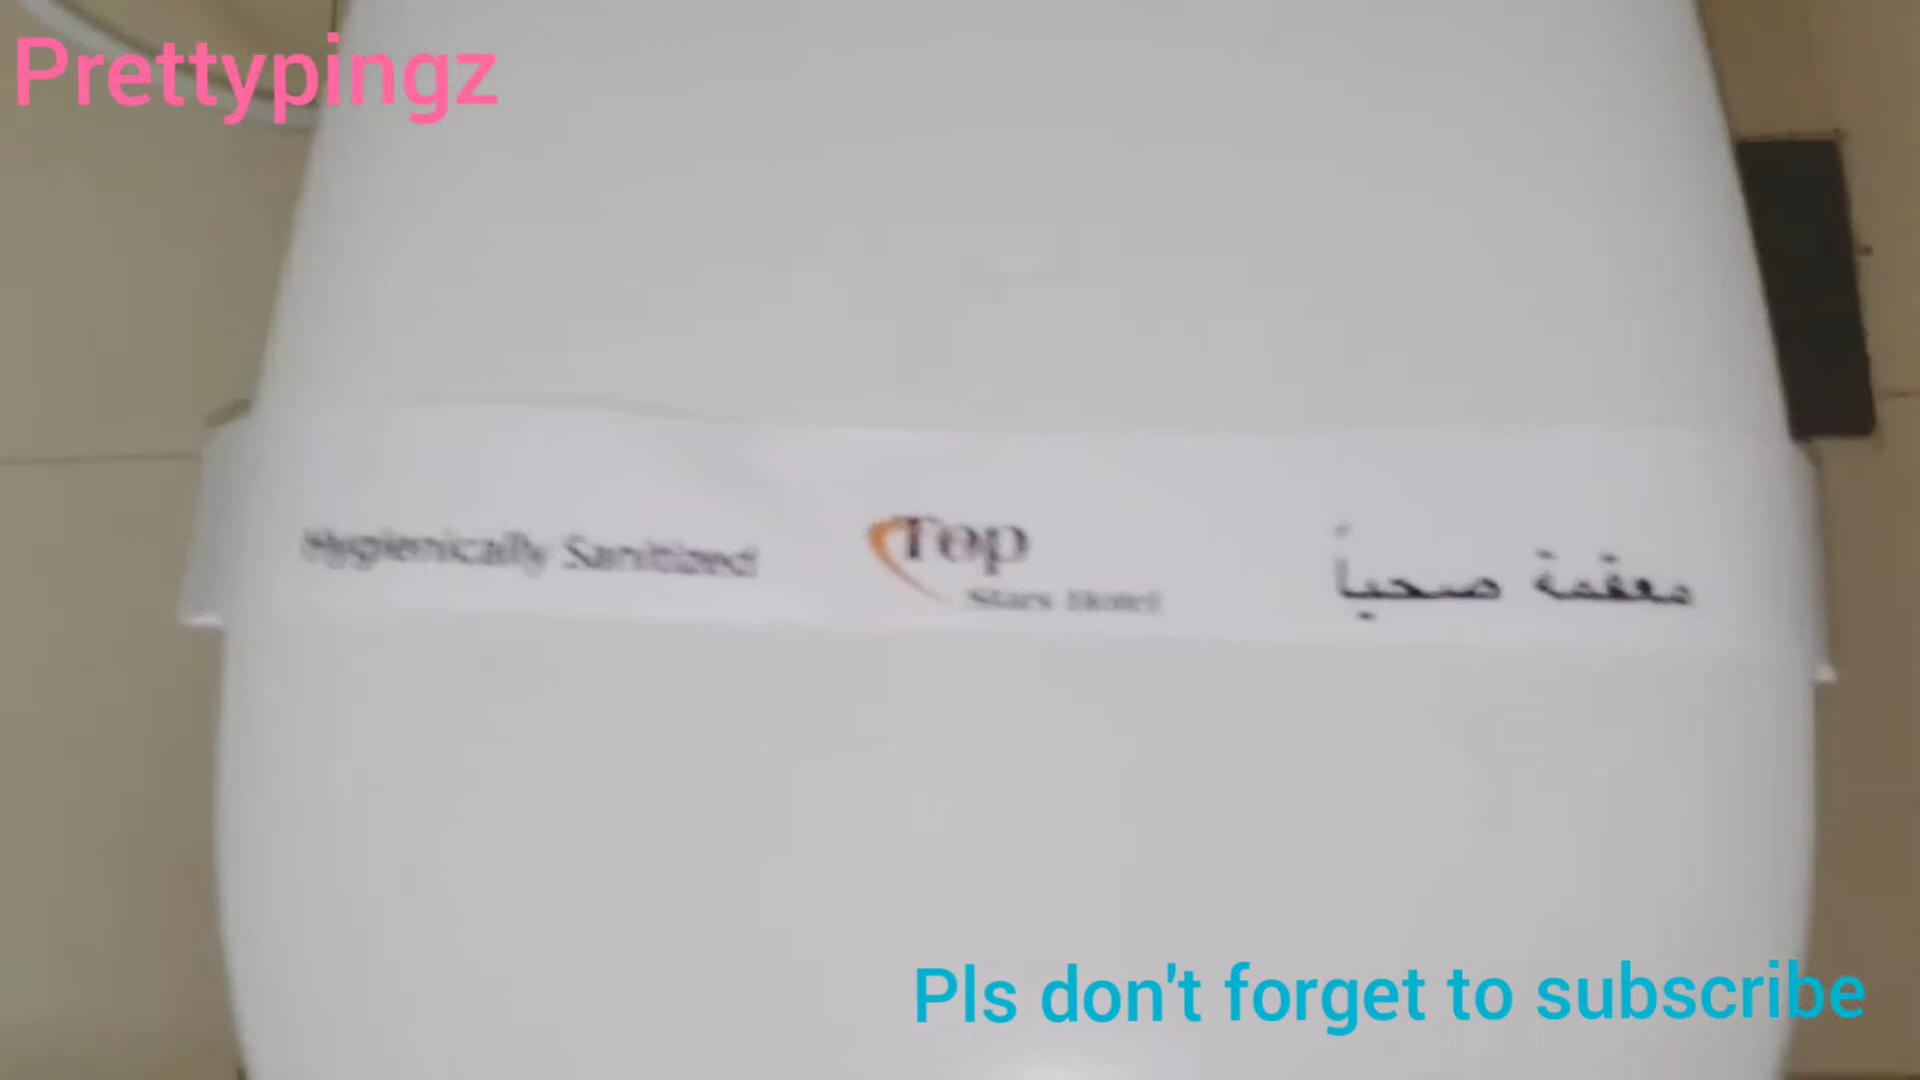 Prettypingz
Hygienically Sanitized
Top
Stars Hotel
معقمة صحياً
Pls don't forget to subscribe